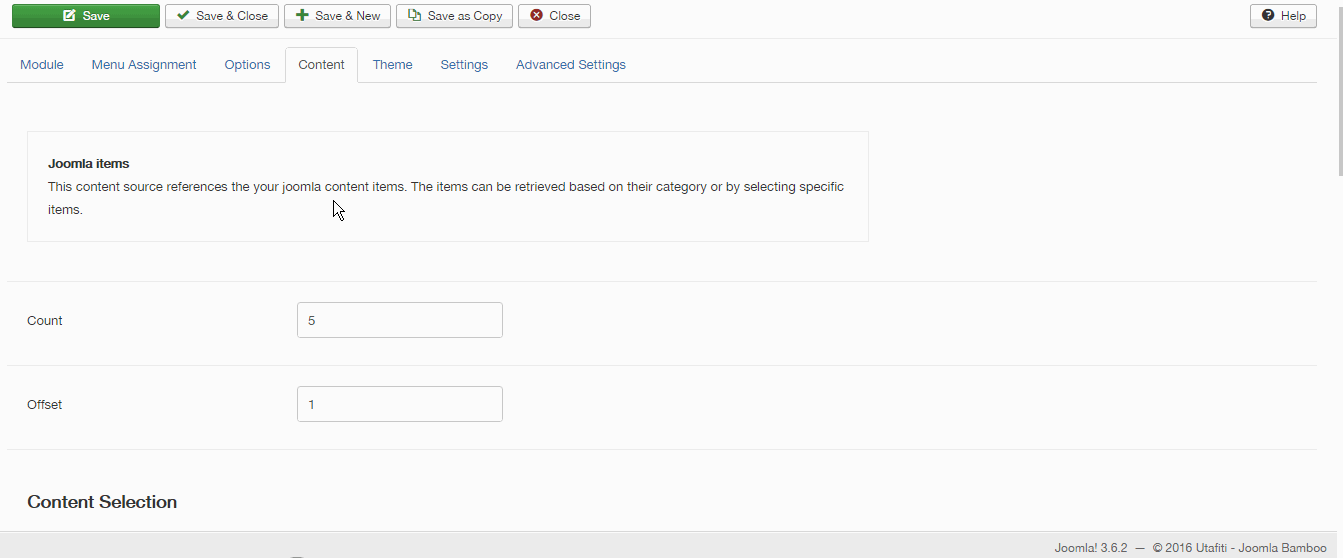 Save
Save & Close
Save & New
Save as Copy
Close
Help
Module
Menu Assignment
Options
Content
Theme
Settings
Advanced Settings
Joomla items
This content source references the your joomla content items. The items can be retrieved based on their category or by selecting specific
items.
Count
5
Offset
1
Content Selection
Joomla! 3.6.2 — © 2016 Utafiti - Joomla Bamboo